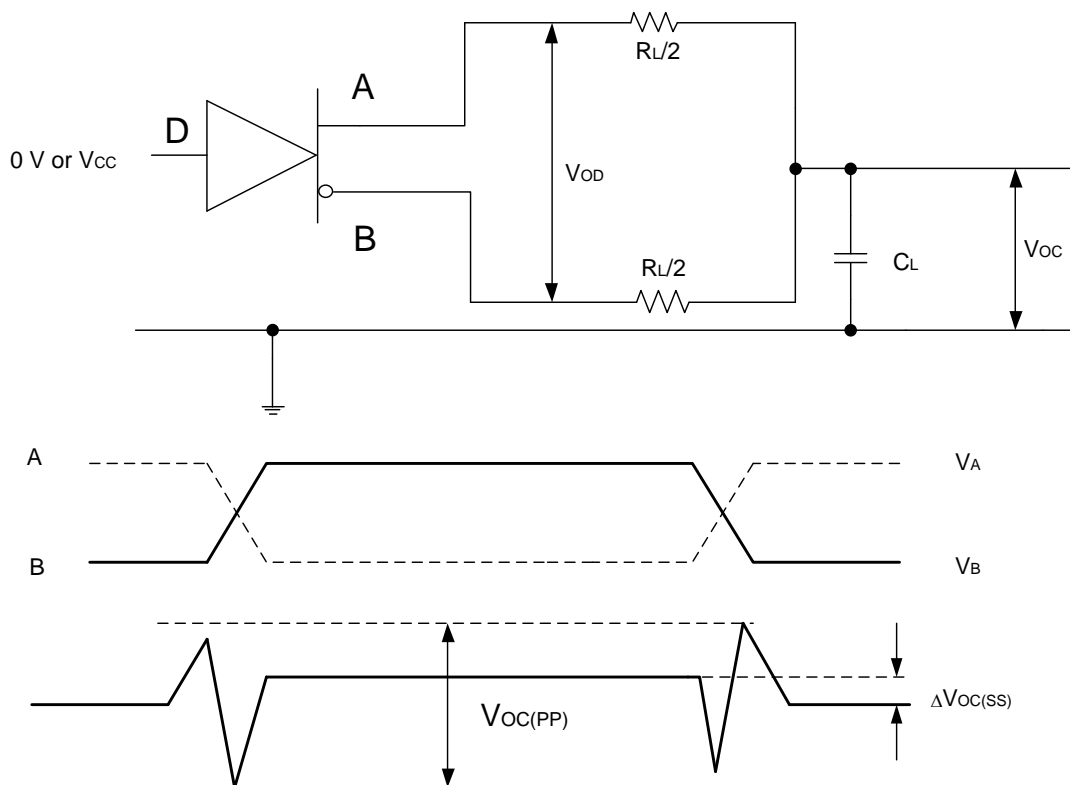 RL/2
A
D
0 V or VCC
VOD
B
VOC
RL/2
CL
A
VA
B
VB
VOC(PP)
ΔVOC(SS)